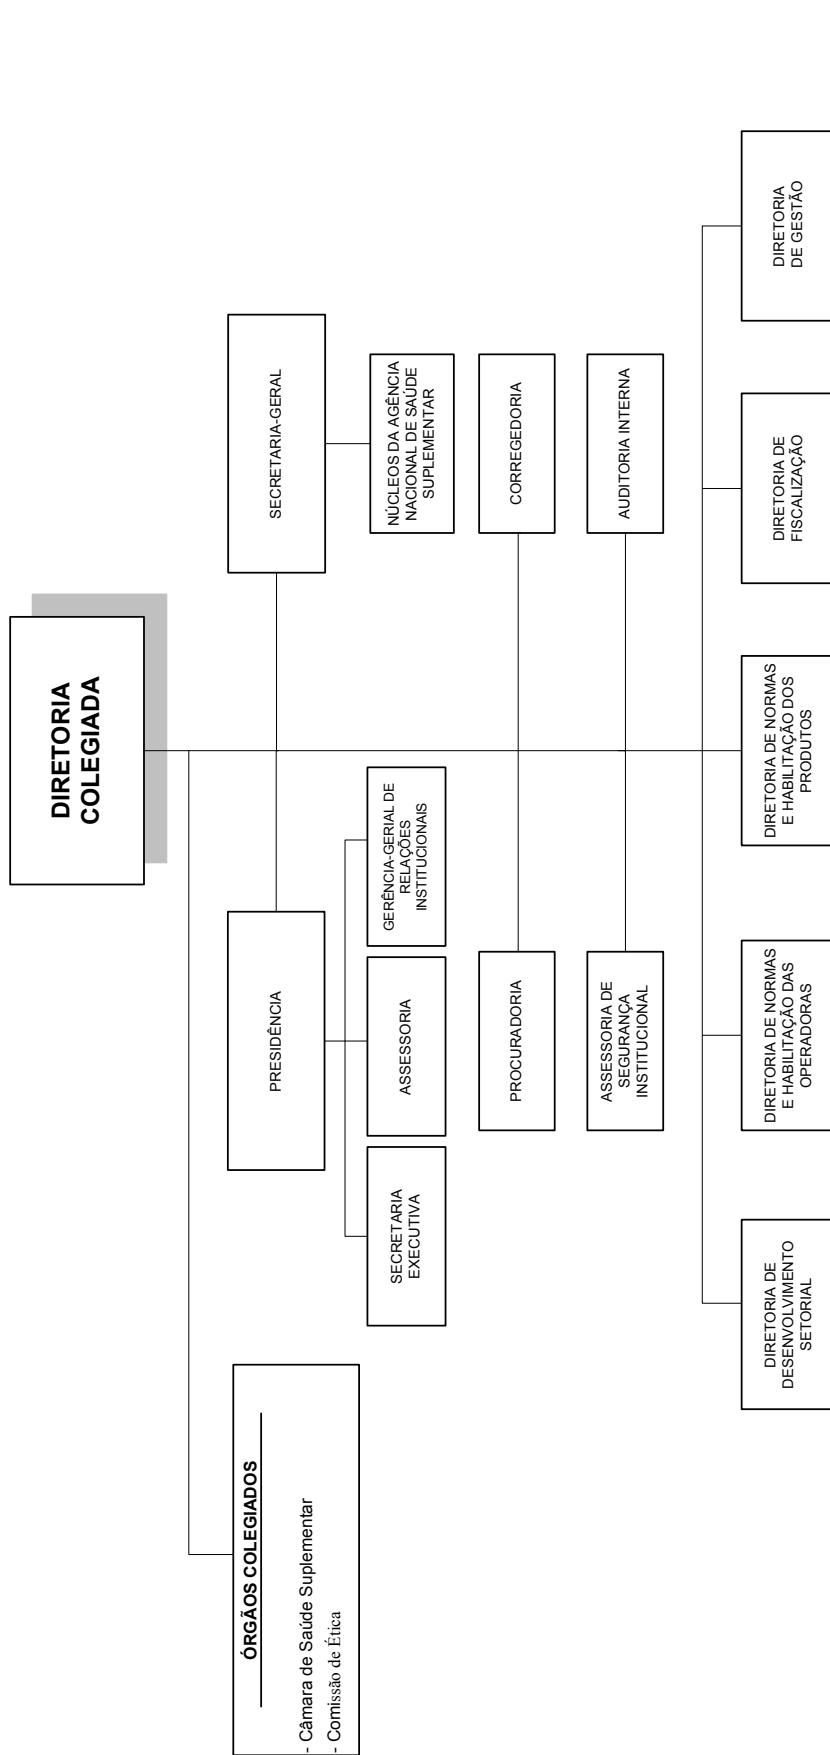 DIRETORIA
COLEGIADA
ÓRGÃOS COLEGIADOS
- Câmara de Saúde Suplementar
- Comissão de Ética
PRESIDÊNCIA
SECRETARIA-GERAL
SECRETARIA
EXECUTIVA
ASSESSORIA
GERÊNCIA-GERIAL DE
RELAÇÕES
INSTITUCIONAIS
NÚCLEOS DA AGÊNCIA
NACIONAL DE SAÚDE
SUPLEMENTAR
PROCURADORIA
CORREGEDORIA
ASSESSORIA DE
SEGURANÇA
INSTITUCIONAL
AUDITORIA INTERNA
DIRETORIA DE
DESENVOLVIMENTO
SETORIAL
DIRETORIA DE NORMAS
E HABILITAÇÃO DAS
OPERADORAS
DIRETORIA DE NORMAS
E HABILITAÇÃO DOS
PRODUTOS
DIRETORIA DE
FISCALIZAÇÃO
DIRETORIA
DE GESTÃO